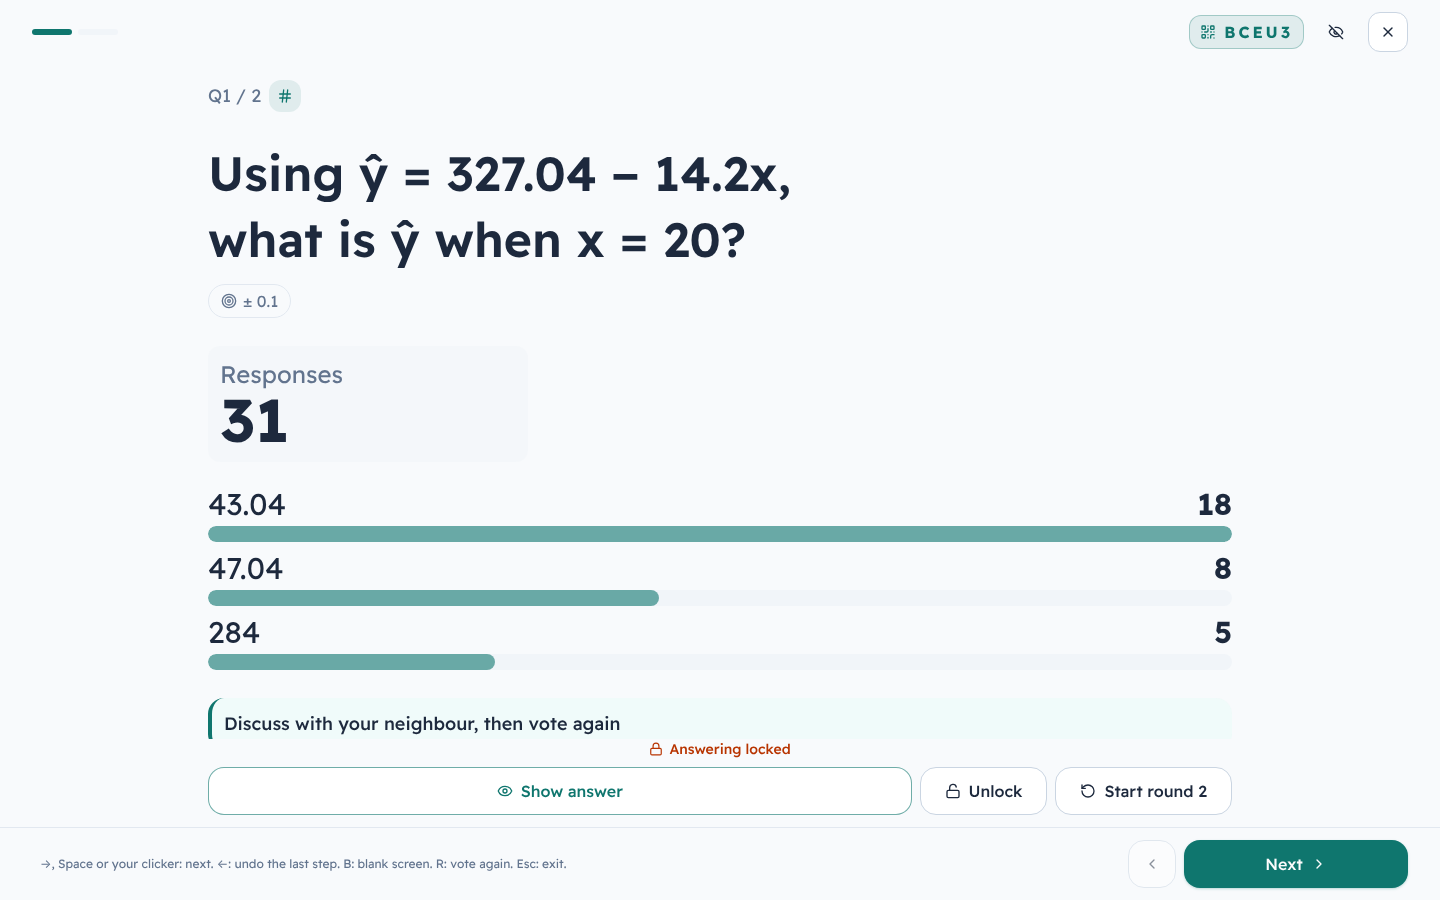 BCEU3
Q1 / 2
Using ŷ = 327.04 − 14.2x,
what is ŷ when x = 20?
± 0.1
Responses
31
43.04 18
47.04 8
284 5
Discuss with your neighbour, then vote again
Answering locked
Show answer
Unlock
Start round 2
→, Space or your clicker: next. ←: undo the last step. B: blank screen. R: vote again. Esc: exit.
Next